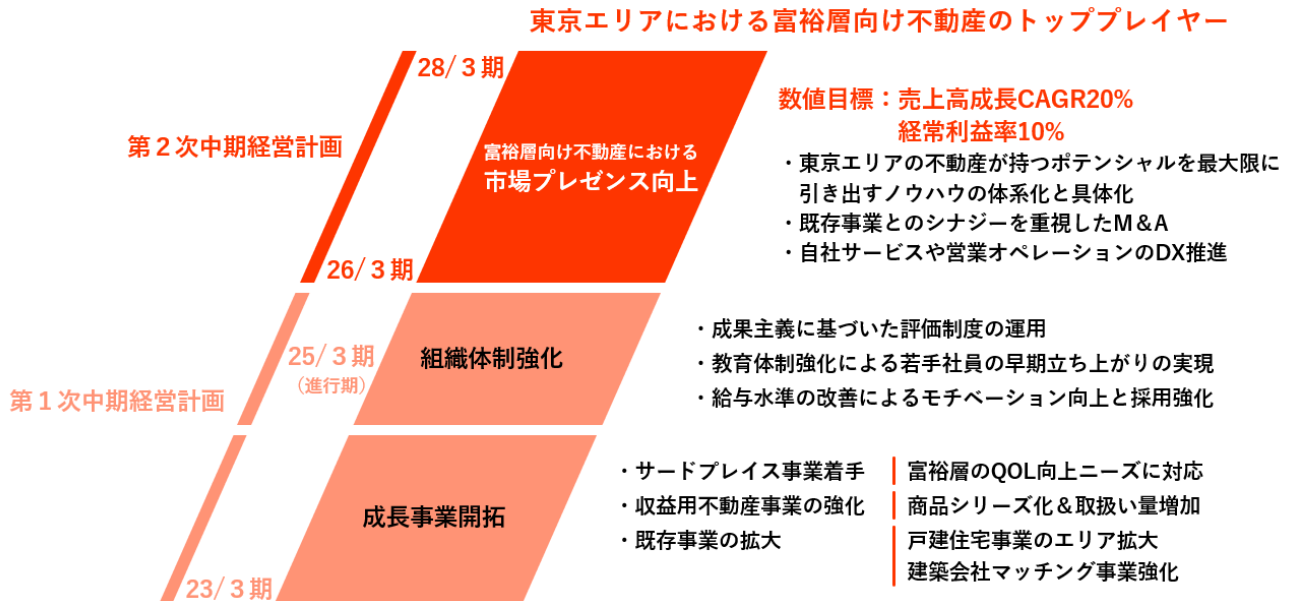 東京エリアにおける富裕層向け不動産のトッププレイヤー
28/３期
第２次中期経営計画
富裕層向け不動産における
市場プレゼンス向上
26/３期
数値目標：売上高成長CAGR20%
経常利益率10%
・東京エリアの不動産が持つポテンシャルを最大限に
引き出すノウハウの体系化と具体化
・既存事業とのシナジーを重視したM＆A
・自社サービスや営業オペレーションのDX推進
25/３期
（進行期）
第１次中期経営計画
組織体制強化
・成果主義に基づいた評価制度の運用
・教育体制強化による若手社員の早期立ち上がりの実現
・給与水準の改善によるモチベーション向上と採用強化
成長事業開拓
23/３期
・サードプレイス事業着手
富裕層のQOL向上ニーズに対応
・収益用不動産事業の強化
商品シリーズ化＆取扱い量増加
・既存事業の拡大
戸建住宅事業のエリア拡大
建築会社マッチング事業強化